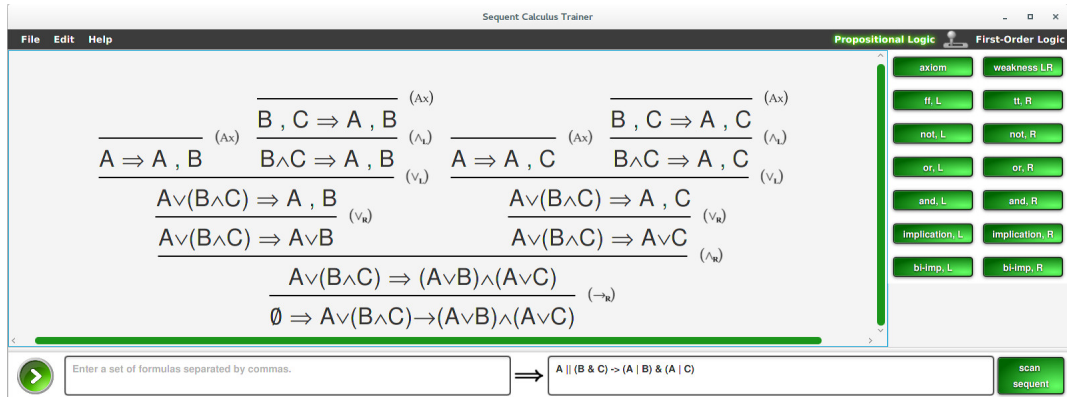 Sequent Calculus Trainer
File Edit Help
Propositional Logic First-Order Logic
axiom weakness LR
ff, L tt, R
not, L not, R
or, L or, R
and, L and, R
implication, L implication, R
bi-imp, L bi-imp, R
(Ax) (Ax)
B , C ⇒ A , B B , C ⇒ A , C
(Ax) (∧L) (Ax) (∧L)
A ⇒ A , B B∧C ⇒ A , B A ⇒ A , C B∧C ⇒ A , C
(∨L) (∨L)
A∨(B∧C) ⇒ A , B A∨(B∧C) ⇒ A , C
(∨R) (∨R)
A∨(B∧C) ⇒ A∨B A∨(B∧C) ⇒ A∨C
(∧R)
A∨(B∧C) ⇒ (A∨B)∧(A∨C)
(→R)
∅ ⇒ A∨(B∧C)→(A∨B)∧(A∨C)
Enter a set of formulas separated by commas. ⟹ A || (B & C) -> (A | B) & (A | C)
scan
sequent